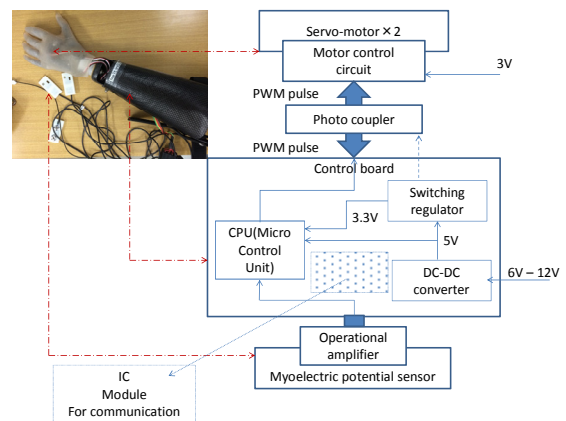 Servo-motor×2
Motor control
circuit
3V
PWM pulse
Photo coupler
PWM pulse
Control board
Switching
regulator
3.3V
CPU(Micro
Control
Unit)
5V
DC-DC
converter
6V – 12V
Operational
amplifier
Myoelectric potential sensor
IC
Module
For communication